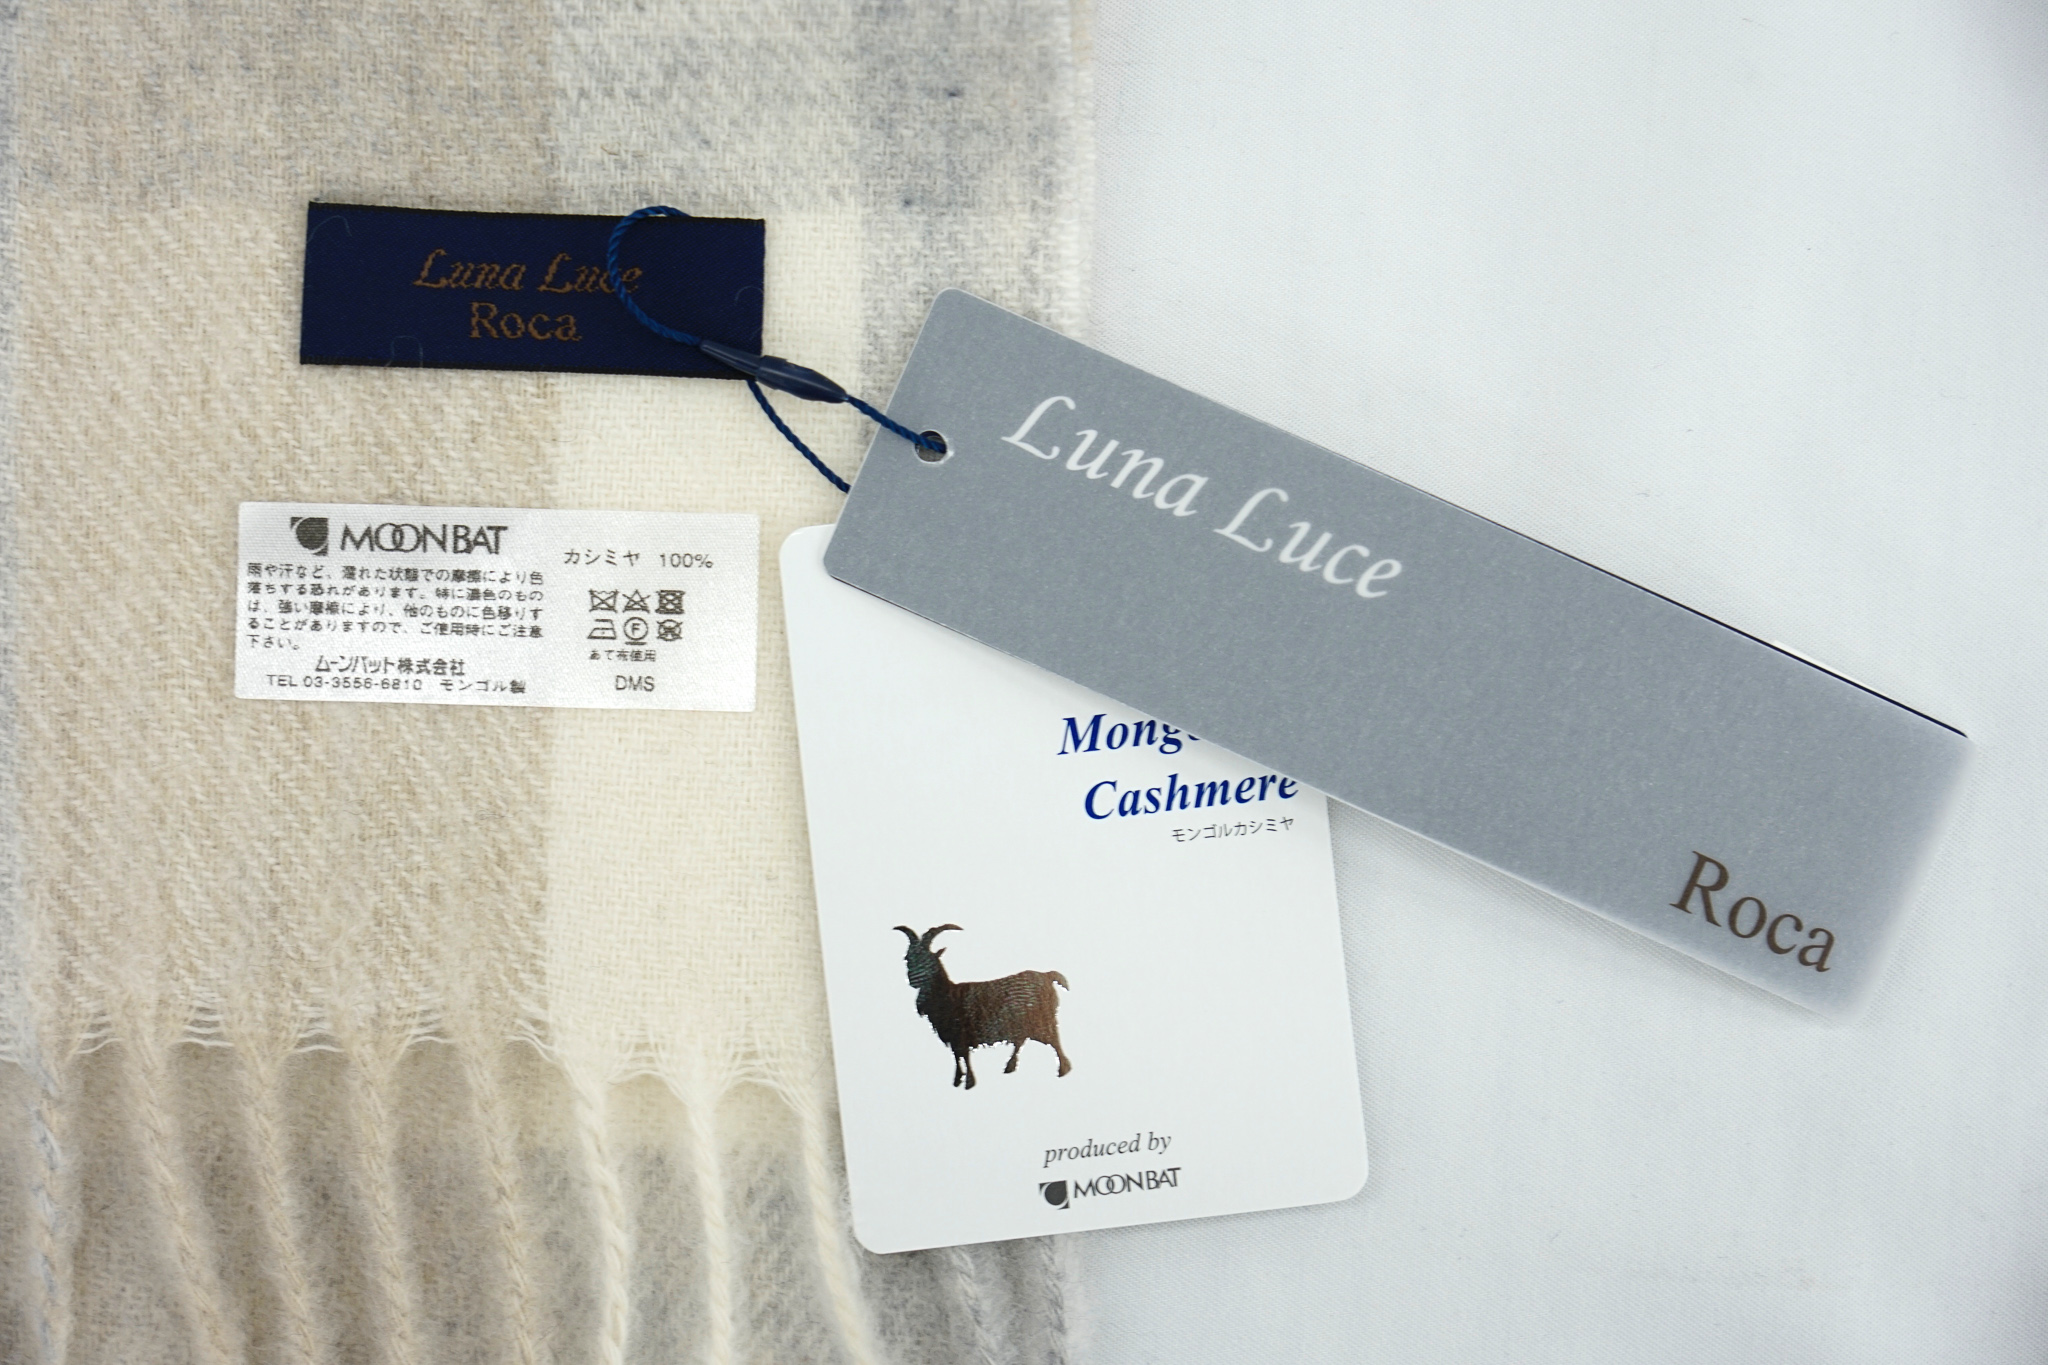 Luna Luce
Roca
MOONBAT
雨や汗など、濡れた状態での摩擦により色
落ちする恐れがあります。特に濃色のもの
は、強い摩擦により、他のものに色移りす
ることがありますので、ご使用時にご注意
下さい。
ムーンバット株式会社
TEL 03-3556-6810 モンゴル製
カシミヤ 100%
F
あて布使用
DMS
Luna Luce
Roca
Cashmere
モンゴルカシミヤ
produced by
MOONBAT